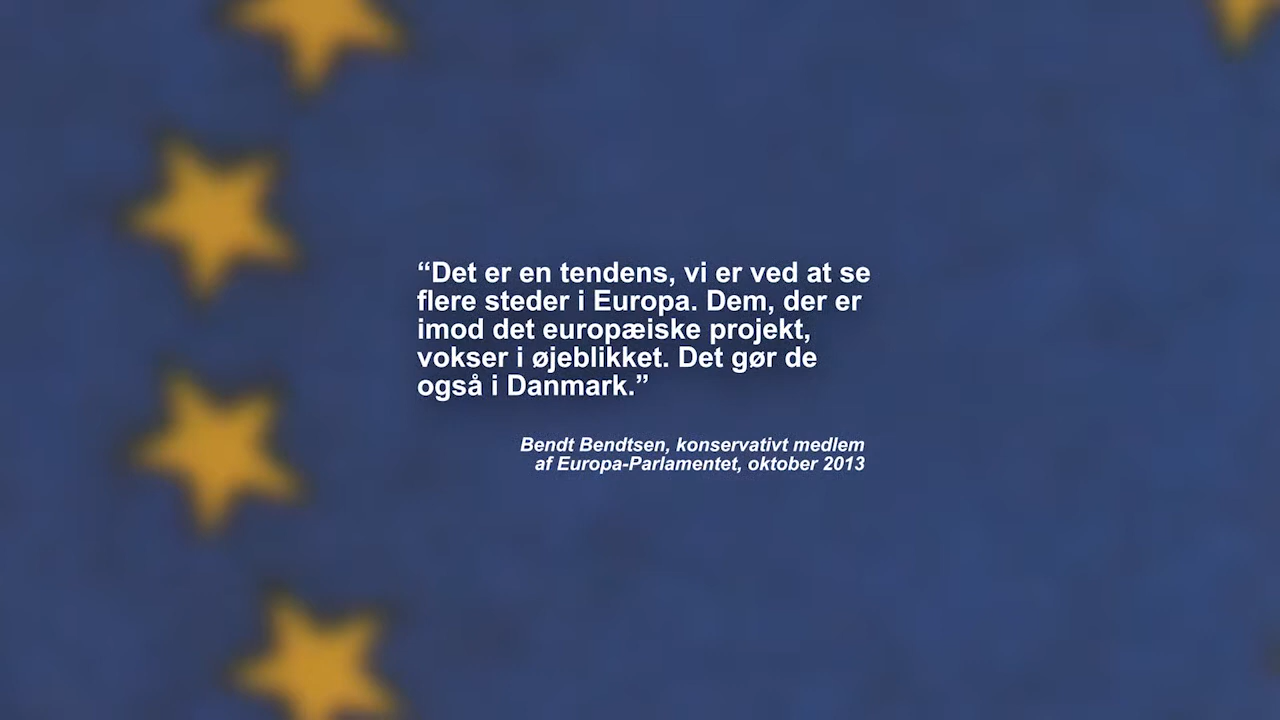 “Det er en tendens, vi er ved at se
flere steder i Europa. Dem, der er
imod det europæiske projekt,
vokser i øjeblikket. Det gør de
også i Danmark.”
Bendt Bendtsen, konservativt medlem
af Europa-Parlamentet, oktober 2013